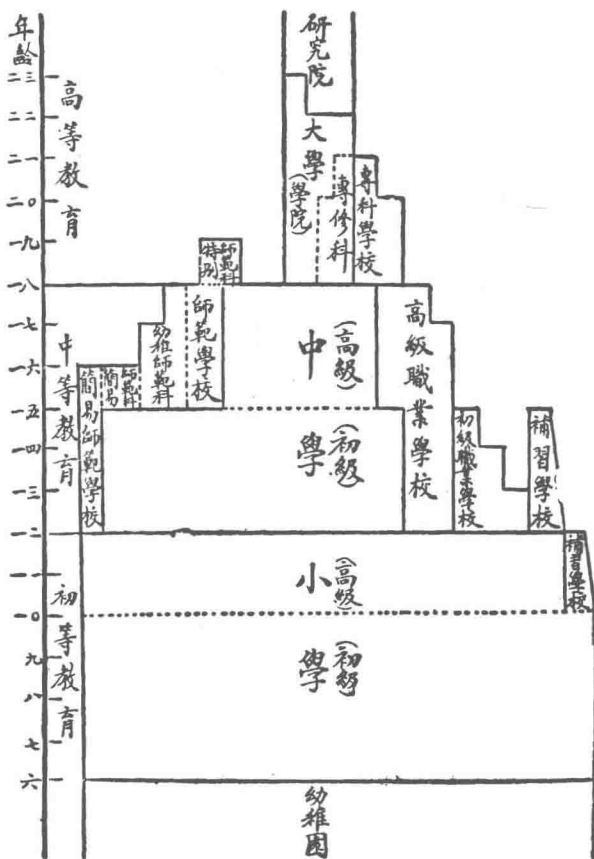 年齡
二三
二二
二一
二〇
一九
一八
一七
一六
一五
一四
一三
一二
一一
一〇
九
八
七
六
高等教育
中等教育
初等教育
研究院
大學
(學院)
專修科
專科學校
特別
師範科
師範學校
幼稚師範科
簡易
師範科
簡易師範學校
中學
(高級)
(初級)
高級職業學校
初級職業學校
補習學校
補習學校
小學
(高級)
(初級)
幼稚園